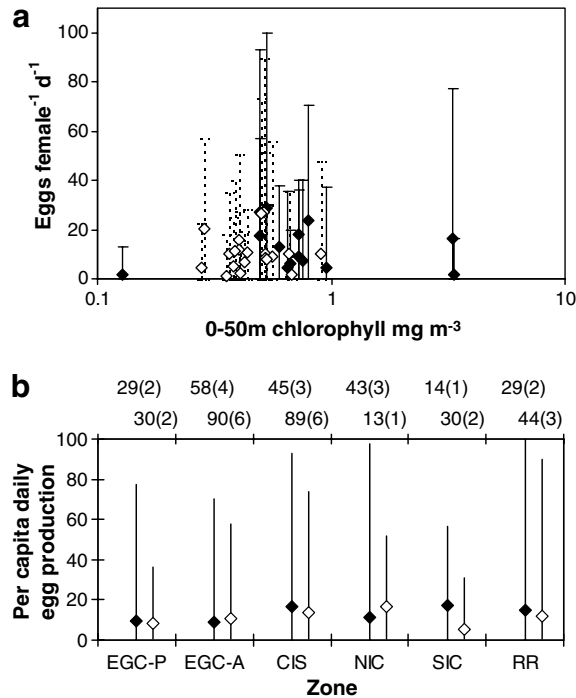 a
Eggs female⁻¹ d⁻¹
100
80
60
40
20
0
0.1 1 10
0-50m chlorophyll mg m⁻³
b
29(2) 58(4) 45(3) 43(3) 14(1) 29(2)
30(2) 90(6) 89(6) 13(1) 30(2) 44(3)
Per capita daily
egg production
100
80
60
40
20
0
EGC-P EGC-A CIS NIC SIC RR
Zone